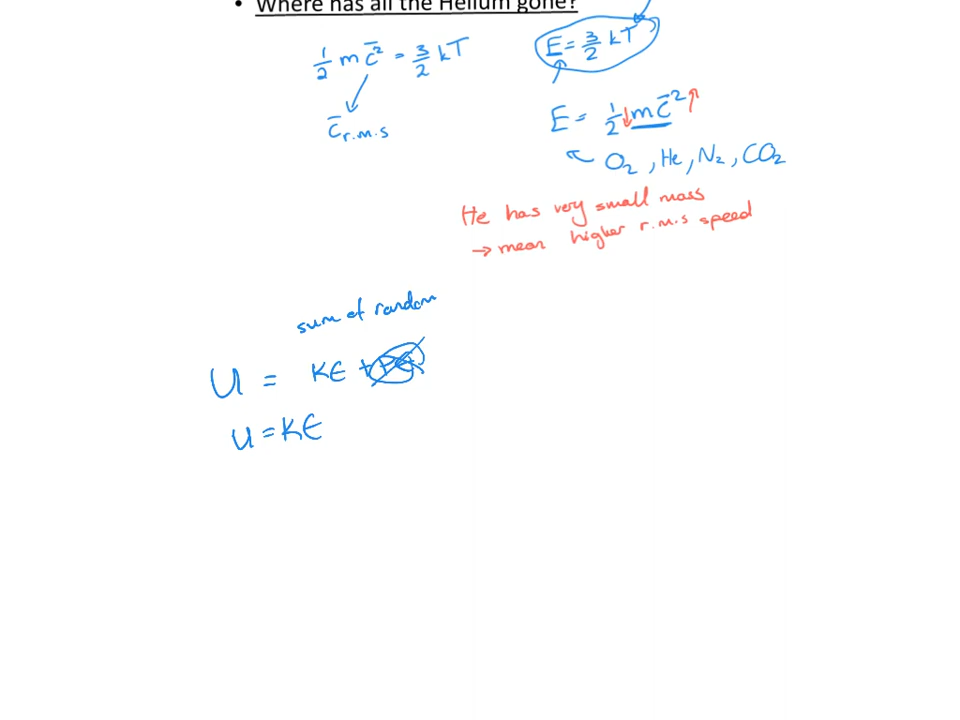 • Where has all the Helium gone?
½ m c̄² = 3/2 kT
c̄ r.m.s
E = 3/2 kT
E = ½ m c̄²
O₂, He, N₂, CO₂
He has very small mass
→ mean higher r.m.s speed
sum of random
U = KE + PE
U = KE